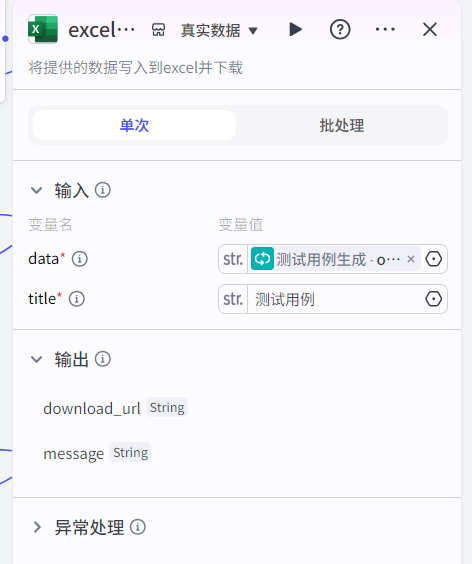 excel··· 真实数据
将提供的数据写入到excel并下载
单次 批处理
输入
变量名 变量值
data* str. 测试用例生成 - o··· ×
title* str. 测试用例
输出
download_url String
message String
异常处理